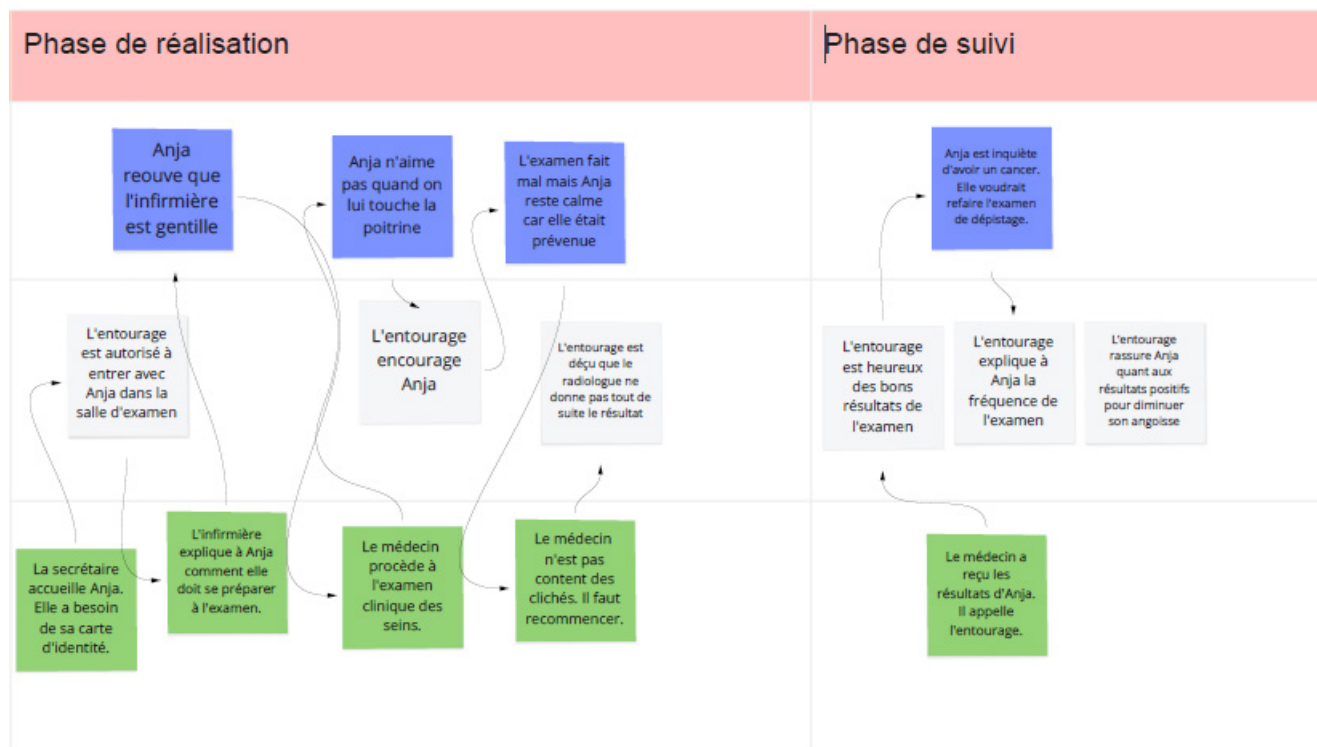 Phase de réalisation
Phase de suivi
Anja
reouve que
l'infirmière
est gentille
Anja n'aime
pas quand on
lui touche la
poitrine
L'examen fait
mal mais Anja
reste calme
car elle était
prévenue
Anja est inquiète
d'avoir un cancer.
Elle voudrait
refaire l'examen
de dépistage.
L'entourage
est autorisé à
entrer avec
Anja dans la
salle d'examen
L'entourage
encourage
Anja
L'entourage est
déçu que le
radiologue ne
donne pas tout de
suite le résultat
L'entourage
est heureux
des bons
résultats de
l'examen
L'entourage
explique à
Anja la
fréquence de
l'examen
L'entourage
rassure Anja
quant aux
résultats positifs
pour diminuer
son angoisse
La secrétaire
accueille Anja.
Elle a besoin
de sa carte
d'identité.
L'infirmière
explique à Anja
comment elle
doit se préparer
à l'examen.
Le médecin
procède à
l'examen
clinique des
seins.
Le médecin
n'est pas
content des
clichés. Il faut
recommencer.
Le médecin a
reçu les
résultats d'Anja.
Il appelle
l'entourage.